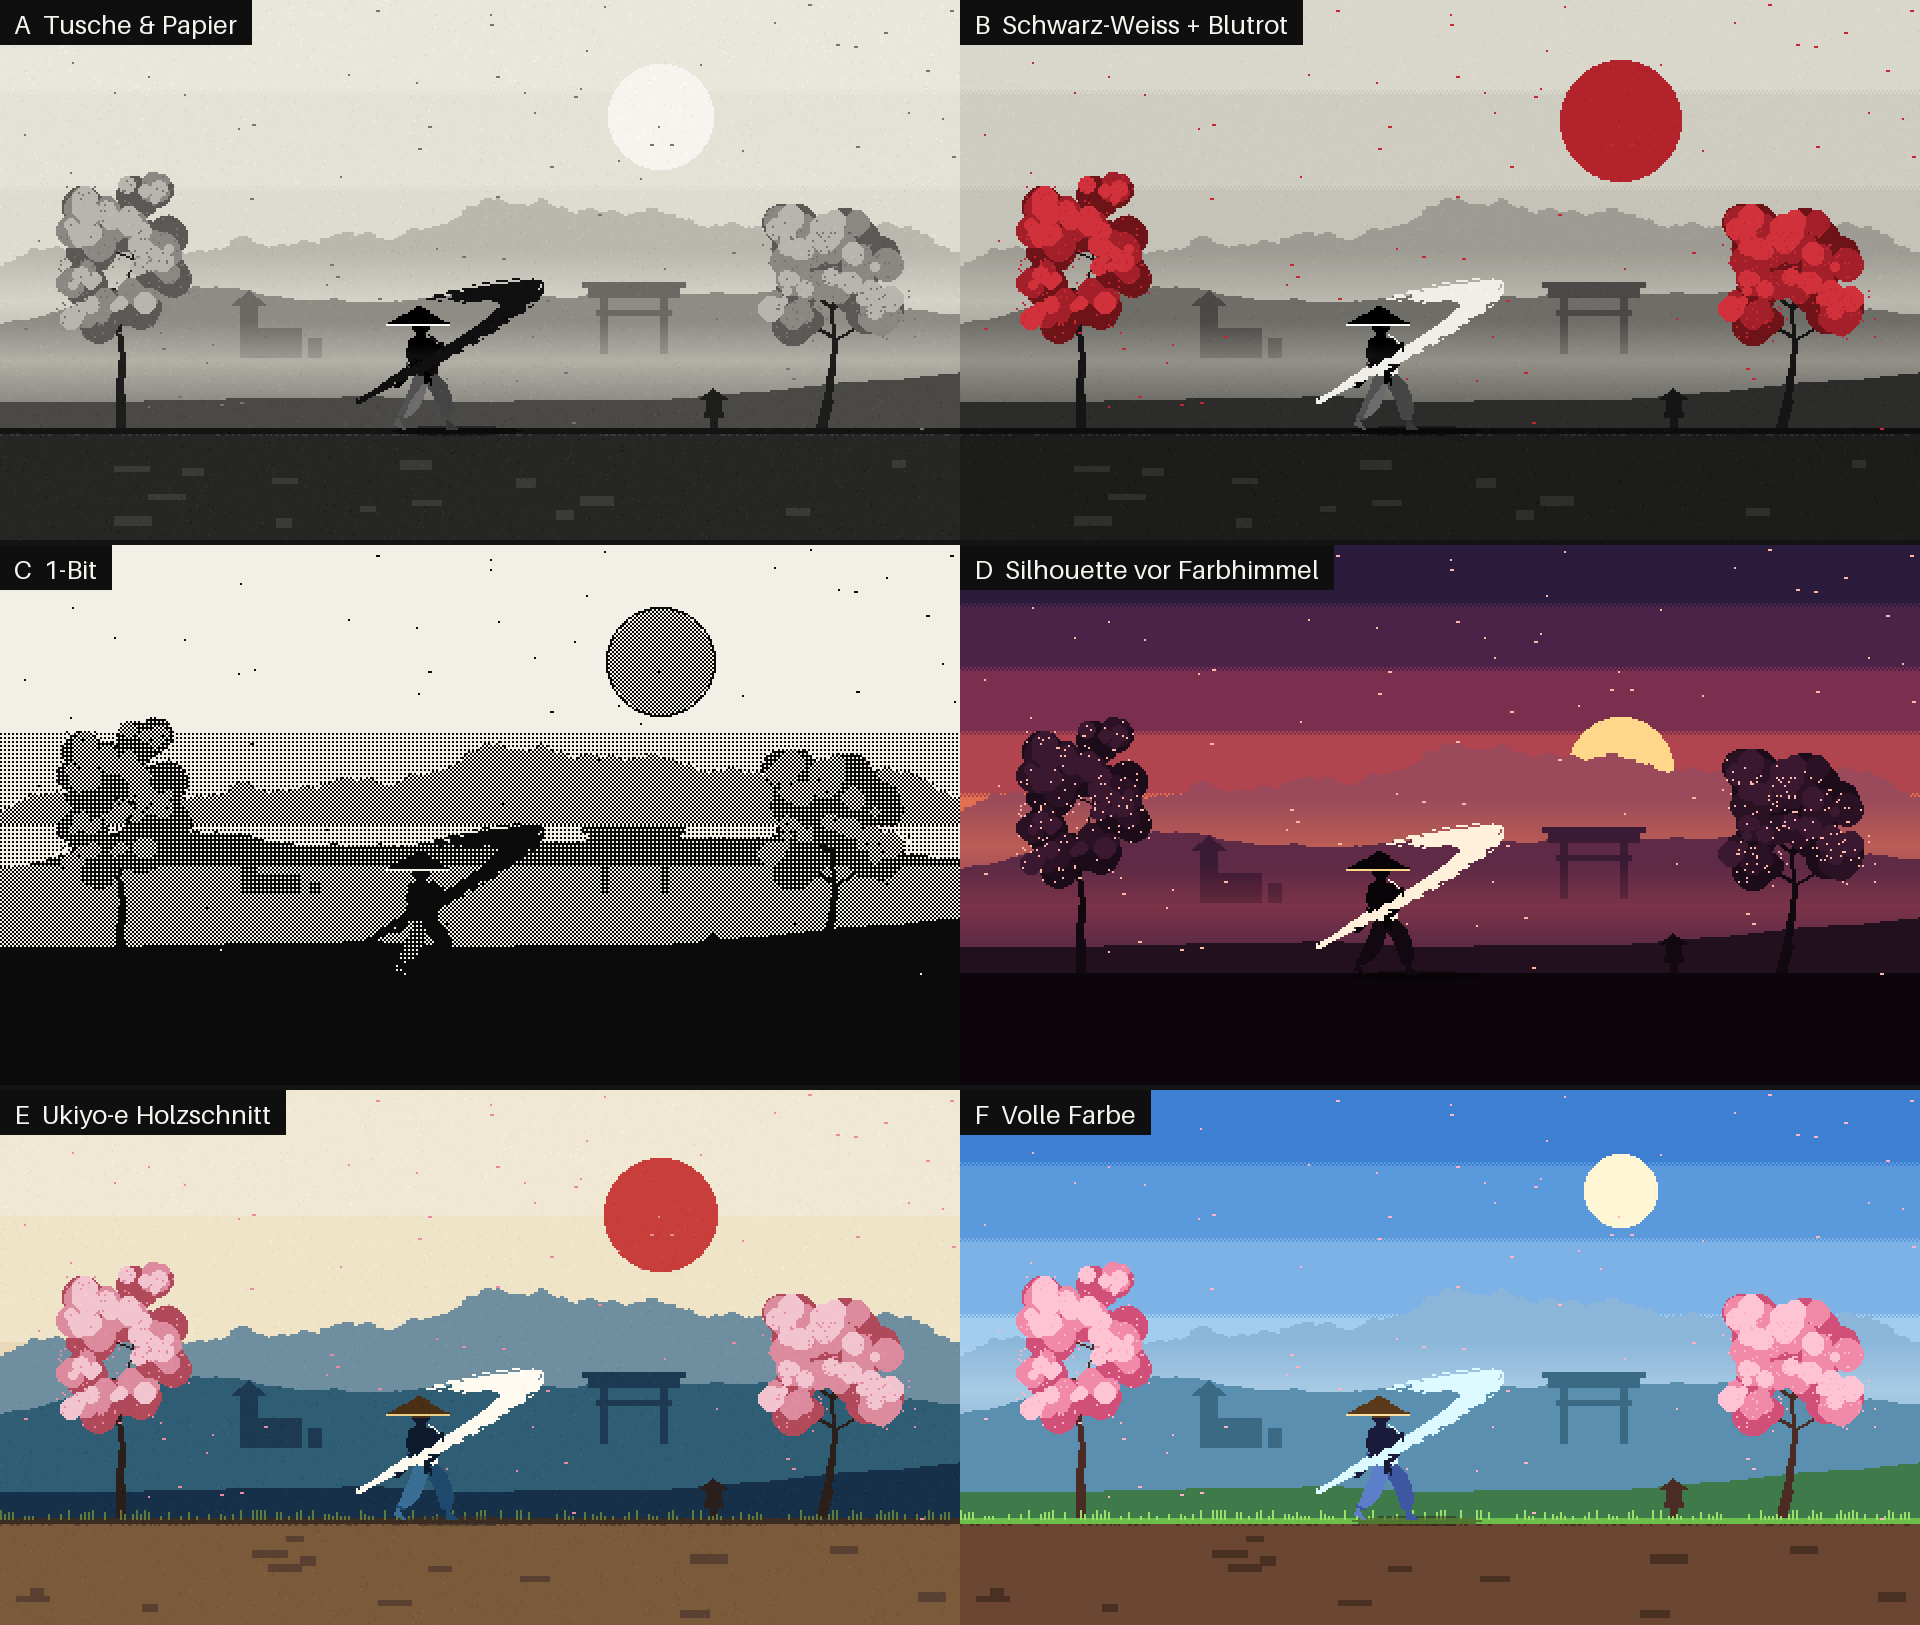 A Tusche & Papier
B Schwarz-Weiss + Blutrot
C 1-Bit
D Silhouette vor Farbhimmel
E Ukiyo-e Holzschnitt
F Volle Farbe